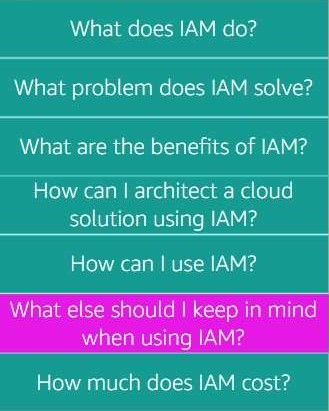 What does IAM do?
What problem does IAM solve?
What are the benefits of IAM?
How can I architect a cloud
solution using IAM?
How can I use IAM?
What else should I keep in mind
when using IAM?
How much does IAM cost?